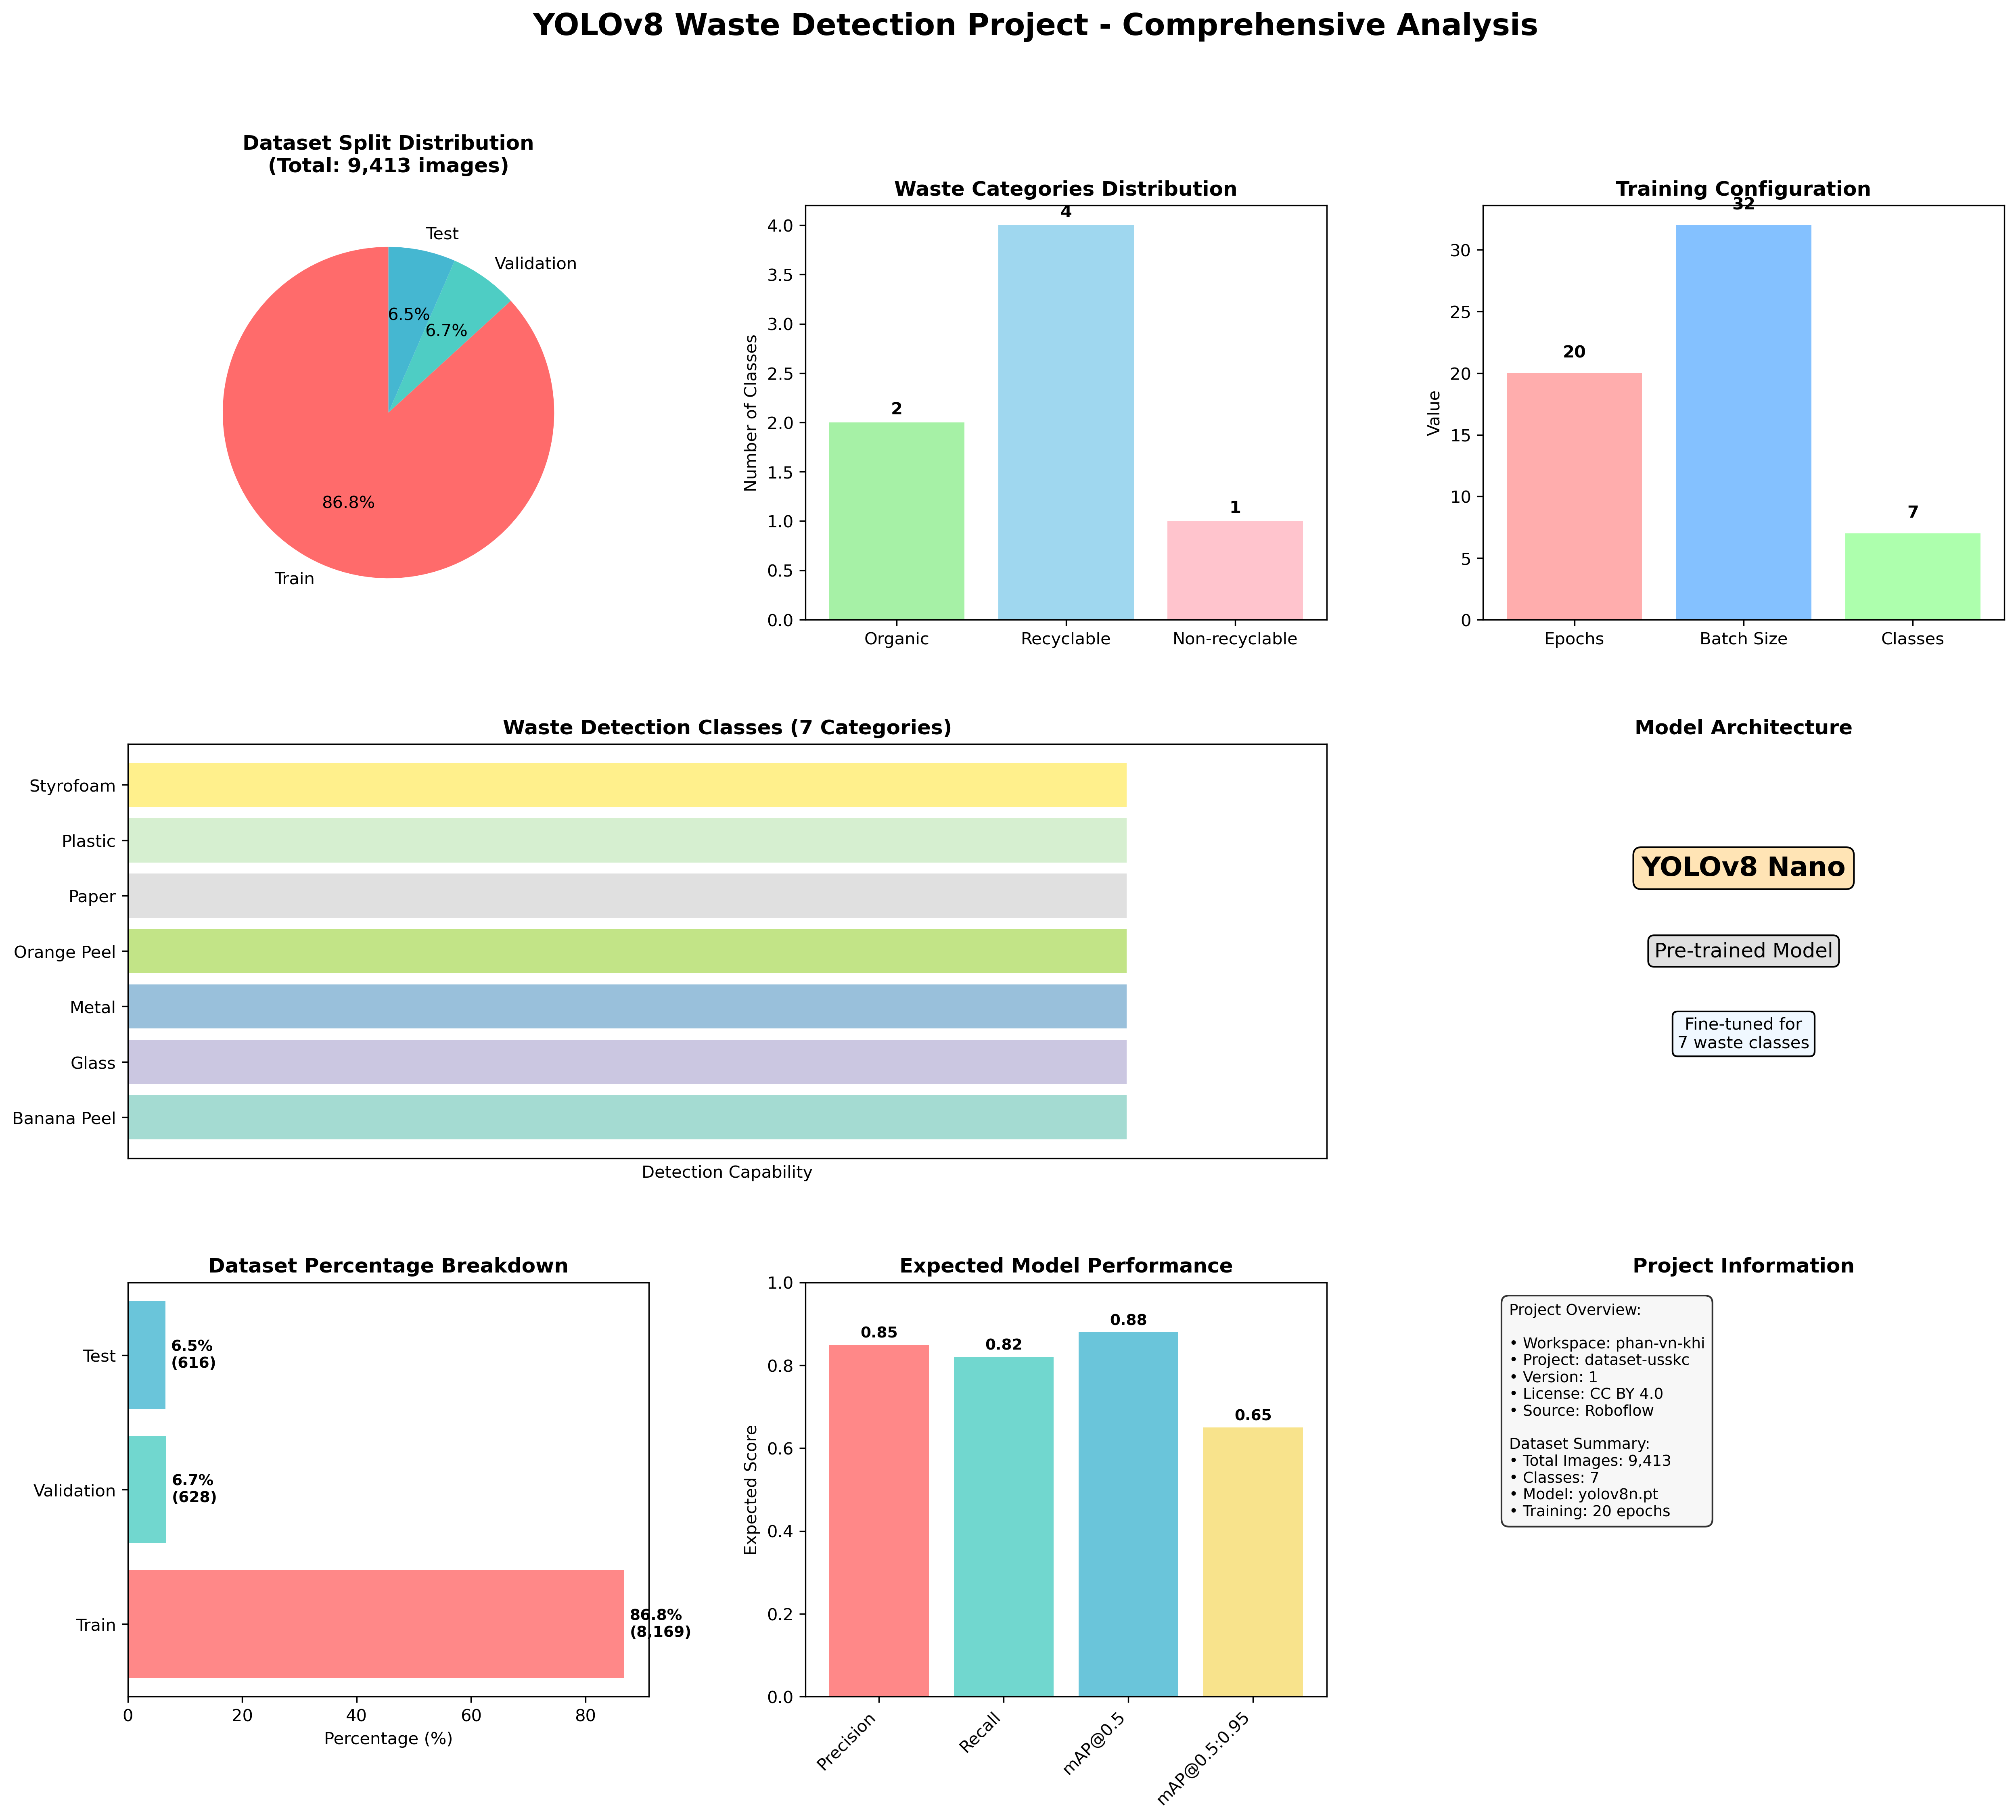 YOLOv8 Waste Detection Project - Comprehensive Analysis
Dataset Split Distribution
(Total: 9,413 images)
Test
Validation
6.5%
6.7%
86.8%
Train
Waste Categories Distribution
Number of Classes
4.0
3.5
3.0
2.5
2.0
1.5
1.0
0.5
0.0
2
4
1
Organic
Recyclable
Non-recyclable
Training Configuration
Value
30
25
20
15
10
5
0
20
32
7
Epochs
Batch Size
Classes
Waste Detection Classes (7 Categories)
Styrofoam
Plastic
Paper
Orange Peel
Metal
Glass
Banana Peel
Detection Capability
Model Architecture
YOLOv8 Nano
Pre-trained Model
Fine-tuned for
7 waste classes
Dataset Percentage Breakdown
Test
6.5%
(616)
Validation
6.7%
(628)
Train
86.8%
(8,169)
0
20
40
60
80
Percentage (%)
Expected Model Performance
Expected Score
1.0
0.8
0.6
0.4
0.2
0.0
0.85
0.82
0.88
0.65
Precision
Recall
mAP@0.5
mAP@0.5:0.95
Project Information
Project Overview:
• Workspace: phan-vn-khi
• Project: dataset-usskc
• Version: 1
• License: CC BY 4.0
• Source: Roboflow
Dataset Summary:
• Total Images: 9,413
• Classes: 7
• Model: yolov8n.pt
• Training: 20 epochs